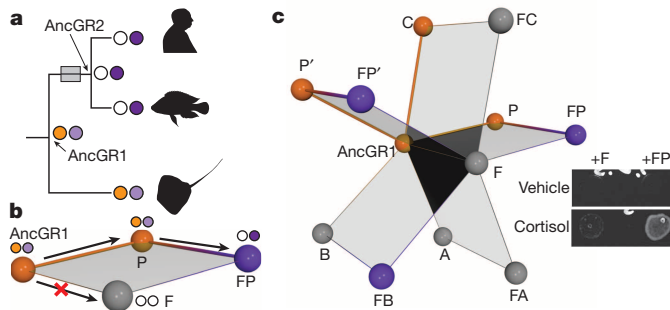 a
AncGR2
AncGR1
b
AncGR1
P
FP
F
c
C
FC
P′
FP′
P
FP
AncGR1
F
B
A
FB
FA
+F +FP
Vehicle
Cortisol